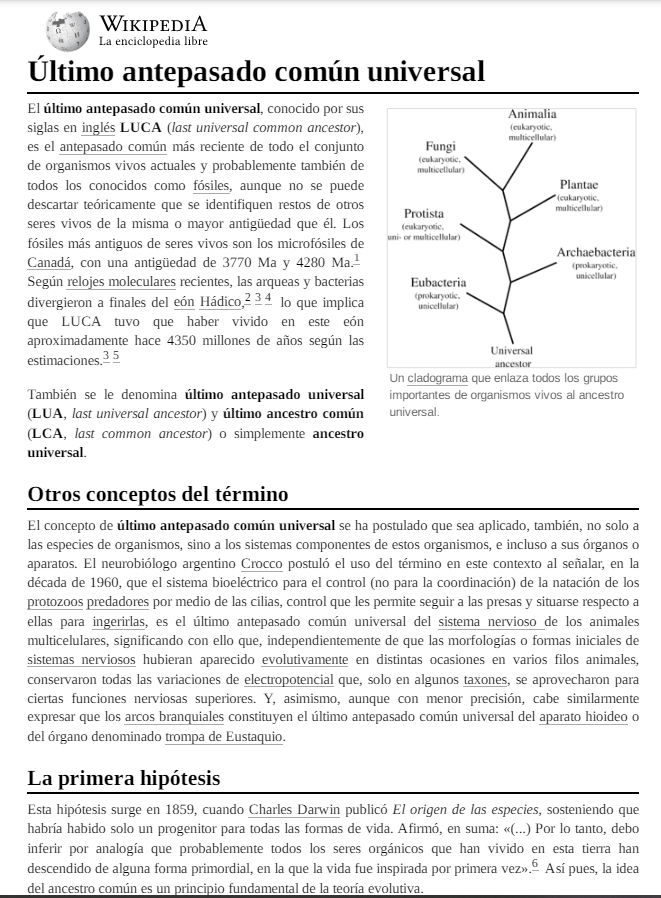 WIKIPEDIA
La enciclopedia libre
Último antepasado común universal
El último antepasado común universal, conocido por sus
siglas en inglés LUCA (last universal common ancestor),
es el antepasado común más reciente de todo el conjunto
de organismos vivos actuales y probablemente también de
todos los conocidos como fósiles, aunque no se puede
descartar teóricamente que se identifiquen restos de otros
seres vivos de la misma o mayor antigüedad que él. Los
fósiles más antiguos de seres vivos son los microfósiles de
Canadá, con una antigüedad de 3770 Ma y 4280 Ma.1
Según relojes moleculares recientes, las arqueas y bacterias
divergieron a finales del eón Hádico,2 3 4 lo que implica
que LUCA tuvo que haber vivido en este eón
aproximadamente hace 4350 millones de años según las
estimaciones.3 5
También se le denomina último antepasado universal
(LUA, last universal ancestor) y último ancestro común
(LCA, last common ancestor) o simplemente ancestro
universal.
Animalia
(eukaryotic,
multicellular)
Fungi
(eukaryotic,
multicellular)
Plantae
(eukaryotic,
multicellular)
Protista
(eukaryotic,
uni- or multicellular)
Archaebacteria
(prokaryotic,
unicellular)
Eubacteria
(prokaryotic,
unicellular)
Universal
ancestor
Un cladograma que enlaza todos los grupos
importantes de organismos vivos al ancestro
universal.
Otros conceptos del término
El concepto de último antepasado común universal se ha postulado que sea aplicado, también, no solo a
las especies de organismos, sino a los sistemas componentes de estos organismos, e incluso a sus órganos o
aparatos. El neurobiólogo argentino Crocco postuló el uso del término en este contexto al señalar, en la
década de 1960, que el sistema bioeléctrico para el control (no para la coordinación) de la natación de los
protozoos predadores por medio de las cilias, control que les permite seguir a las presas y situarse respecto a
ellas para ingerirlas, es el último antepasado común universal del sistema nervioso de los animales
multicelulares, significando con ello que, independientemente de que las morfologías o formas iniciales de
sistemas nerviosos hubieran aparecido evolutivamente en distintas ocasiones en varios filos animales,
conservaron todas las variaciones de electropotencial que, solo en algunos taxones, se aprovecharon para
ciertas funciones nerviosas superiores. Y, asimismo, aunque con menor precisión, cabe similarmente
expresar que los arcos branquiales constituyen el último antepasado común universal del aparato hioideo o
del órgano denominado trompa de Eustaquio.
La primera hipótesis
Esta hipótesis surge en 1859, cuando Charles Darwin publicó El origen de las especies, sosteniendo que
habría habido solo un progenitor para todas las formas de vida. Afirmó, en suma: «(...) Por lo tanto, debo
inferir por analogía que probablemente todos los seres orgánicos que han vivido en esta tierra han
descendido de alguna forma primordial, en la que la vida fue inspirada por primera vez».6 Así pues, la idea
del ancestro común es un principio fundamental de la teoría evolutiva.